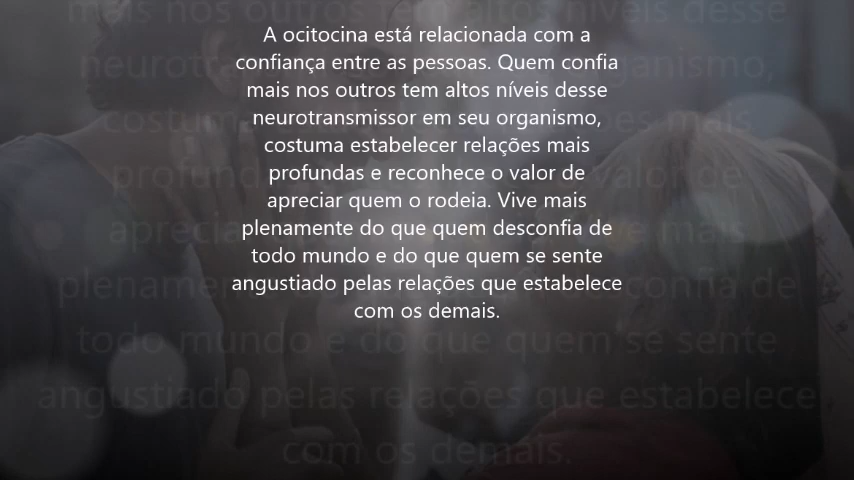 A ocitocina está relacionada com a
confiança entre as pessoas. Quem confia
mais nos outros tem altos níveis desse
neurotransmissor em seu organismo,
costuma estabelecer relações mais
profundas e reconhece o valor de
apreciar quem o rodeia. Vive mais
plenamente do que quem desconfia de
todo mundo e do que quem se sente
angustiado pelas relações que estabelece
com os demais.